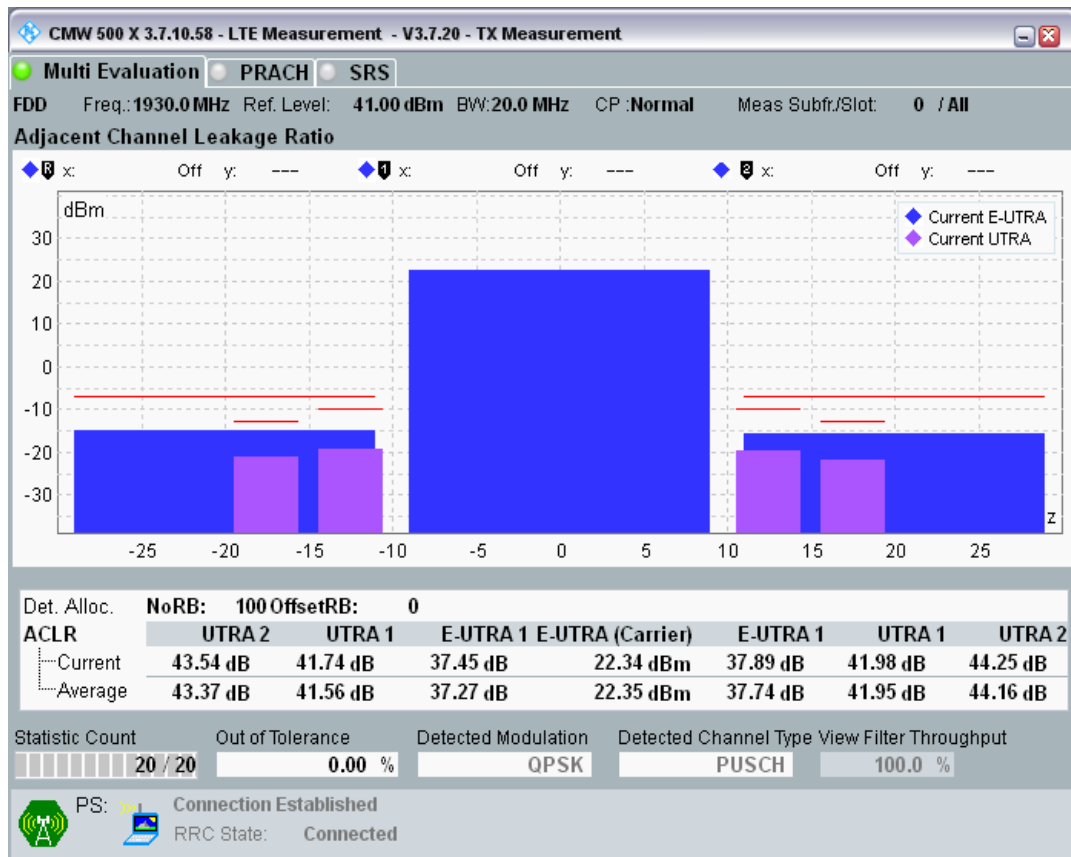 CMW 500 X 3.7.10.58 - LTE Measurement - V3.7.20 - TX Measurement
Multi Evaluation PRACH SRS
FDD Freq.:1930.0 MHz Ref. Level: 41.00 dBm BW:20.0 MHz CP :Normal Meas Subfr./Slot: 0 / All
Adjacent Channel Leakage Ratio
R x: Off y: --- 1 x: Off y: --- 2 x: Off y: ---
dBm
Current E-UTRA
Current UTRA
30
20
10
0
-10
-20
-30
z
-25 -20 -15 -10 -5 0 5 10 15 20 25
Det. Alloc. NoRB: 100 OffsetRB: 0
ACLR UTRA 2 UTRA 1 E-UTRA 1 E-UTRA (Carrier) E-UTRA 1 UTRA 1 UTRA 2
Current 43.54 dB 41.74 dB 37.45 dB 22.34 dBm 37.89 dB 41.98 dB 44.25 dB
Average 43.37 dB 41.56 dB 37.27 dB 22.35 dBm 37.74 dB 41.95 dB 44.16 dB
Statistic Count Out of Tolerance Detected Modulation Detected Channel Type View Filter Throughput
20 / 20 0.00 % QPSK PUSCH 100.0 %
PS: Connection Established
RRC State: Connected